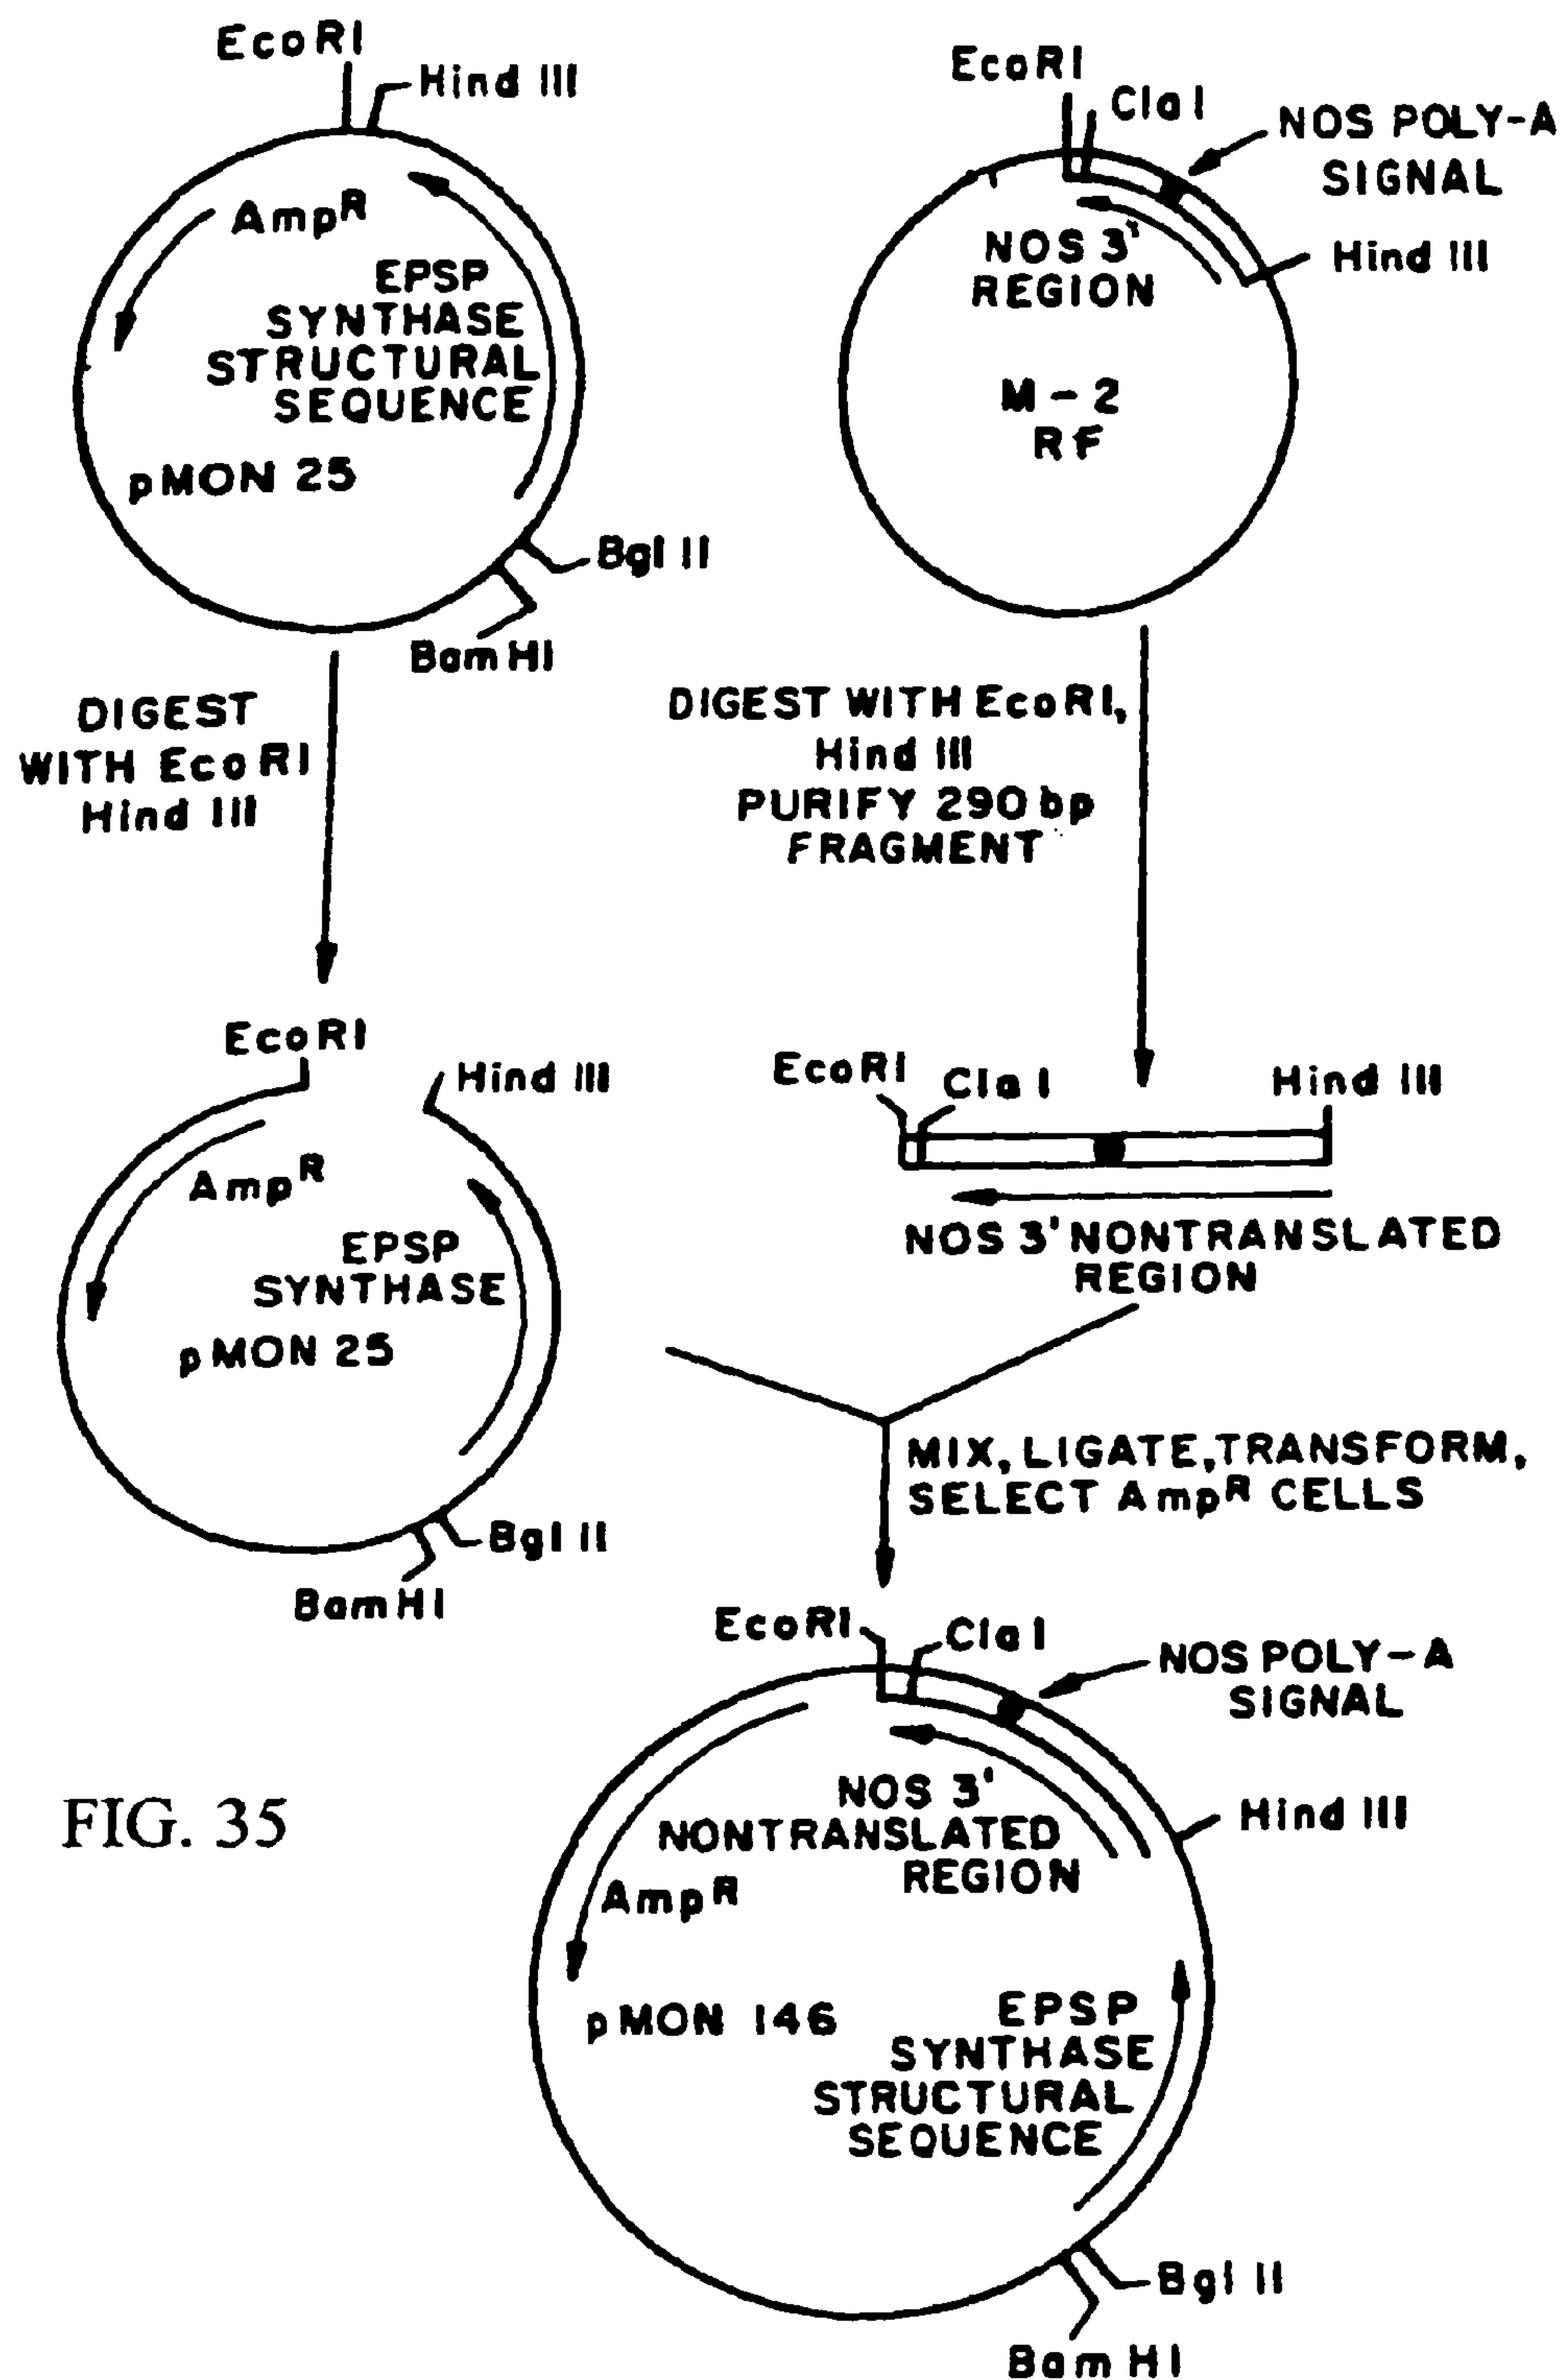 EcoRI
Hind III
AmpR
EPSP
SYNTHASE
STRUCTURAL
SEQUENCE
pMON 25
Bgl II
BamHI
EcoRI
Cla I
NOS POLY-A
SIGNAL
NOS 3'
REGION
Hind III
M-2
RF
DIGEST
WITH EcoRI
Hind III
DIGEST WITH EcoRI,
Hind III
PURIFY 290 bp
FRAGMENT
EcoRI
Hind III
AmpR
EPSP
SYNTHASE
pMON 25
Bgl II
BamHI
EcoRI
Cla I
Hind III
NOS 3' NONTRANSLATED
REGION
MIX, LIGATE, TRANSFORM,
SELECT AmpR CELLS
EcoRI
Cla I
NOS POLY-A
SIGNAL
NOS 3'
NONTRANSLATED
REGION
Hind III
AmpR
pMON 146
EPSP
SYNTHASE
STRUCTURAL
SEQUENCE
Bgl II
BamHI
FIG. 35